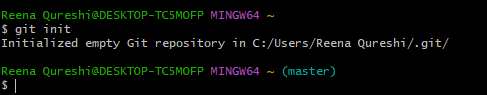 Reena Qureshi@DESKTOP-TC5MOFP MINGW64 ~
$ git init
Initialized empty Git repository in C:/Users/Reena Qureshi/.git/
Reena Qureshi@DESKTOP-TC5MOFP MINGW64 ~ (master)
$